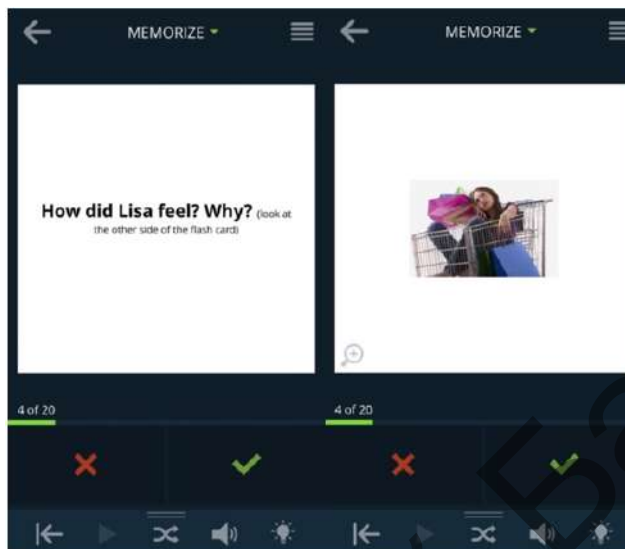 MEMORIZE
How did Lisa feel? Why? (look at
the other side of the flash card)
4 of 20
MEMORIZE
4 of 20